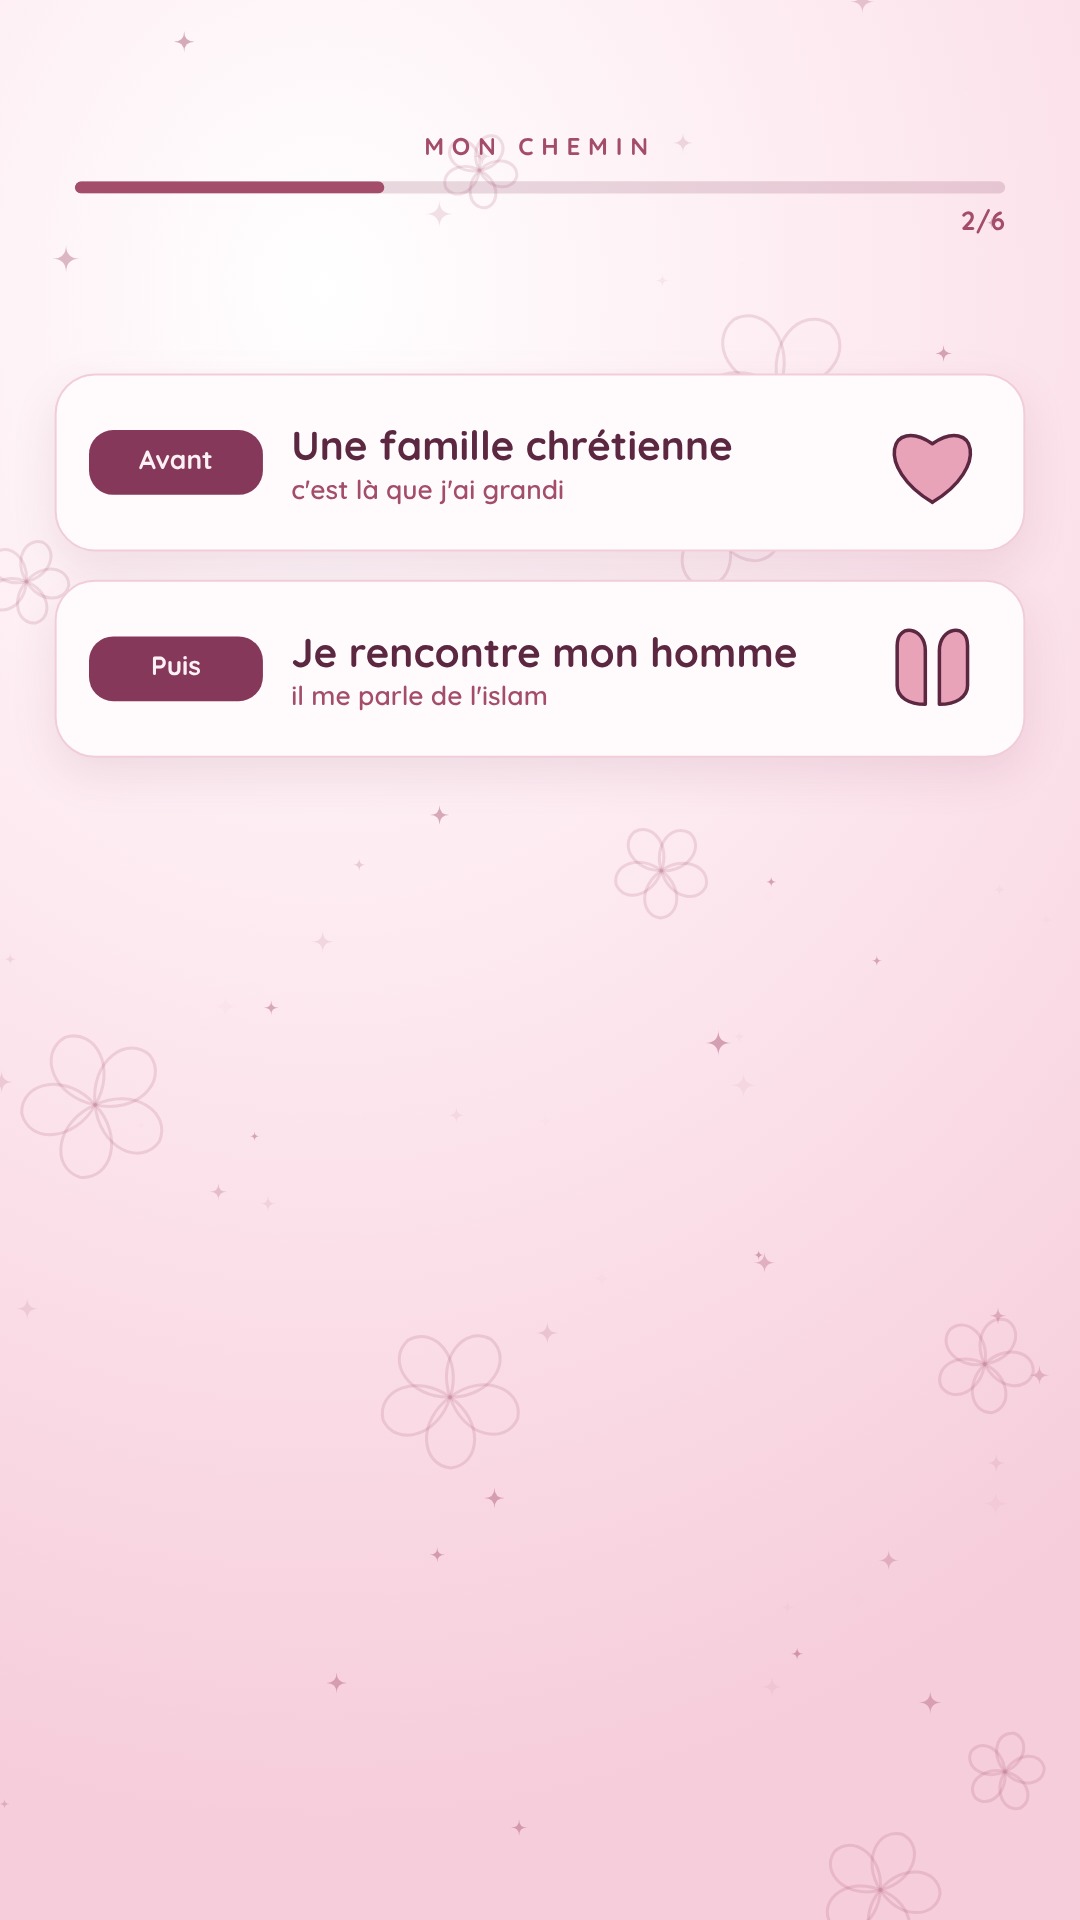 MON CHEMIN
2/6
Avant
Une famille chrétienne
c'est là que j'ai grandi
Puis
Je rencontre mon homme
il me parle de l'islam